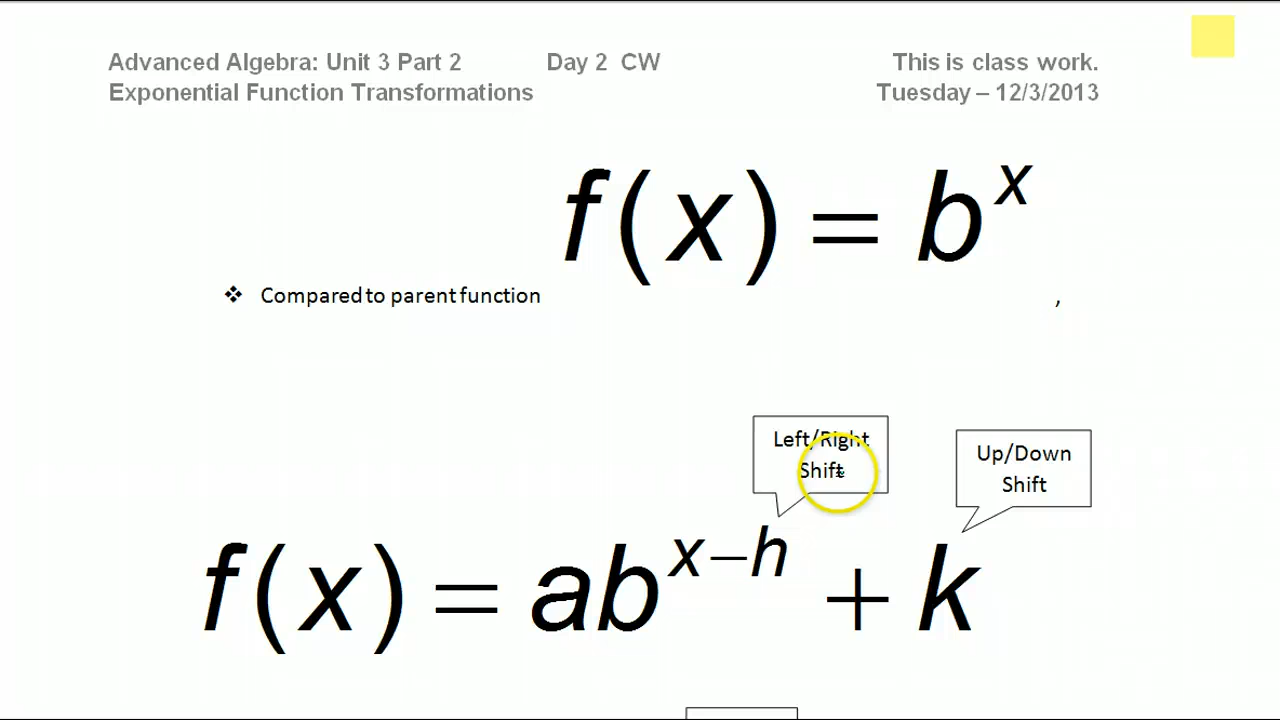 Advanced Algebra: Unit 3 Part 2 Day 2 CW This is class work.
Exponential Function Transformations Tuesday – 12/3/2013
f(x) = b^x
❖ Compared to parent function ,
Left/Right
Shift
Up/Down
Shift
f(x) = ab^{x–h} + k